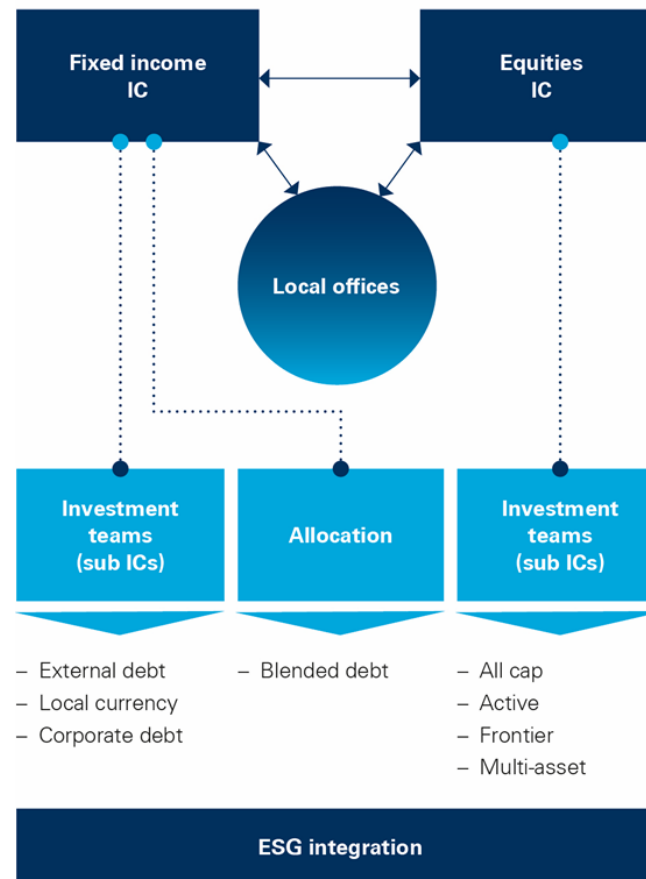 Fixed income
IC
Equities
IC
Local offices
Investment
teams
(sub ICs)
Allocation
Investment
teams
(sub ICs)
– External debt
– Local currency
– Corporate debt
– Blended debt
– All cap
– Active
– Frontier
– Multi-asset
ESG integration